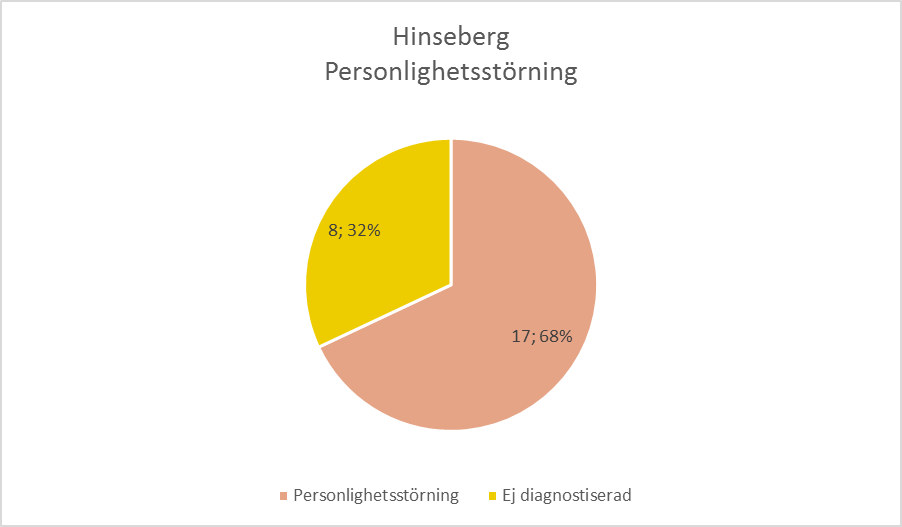 Hinseberg
Personlighetsstörning
8; 32%
17; 68%
Personlighetsstörning
Ej diagnostiserad